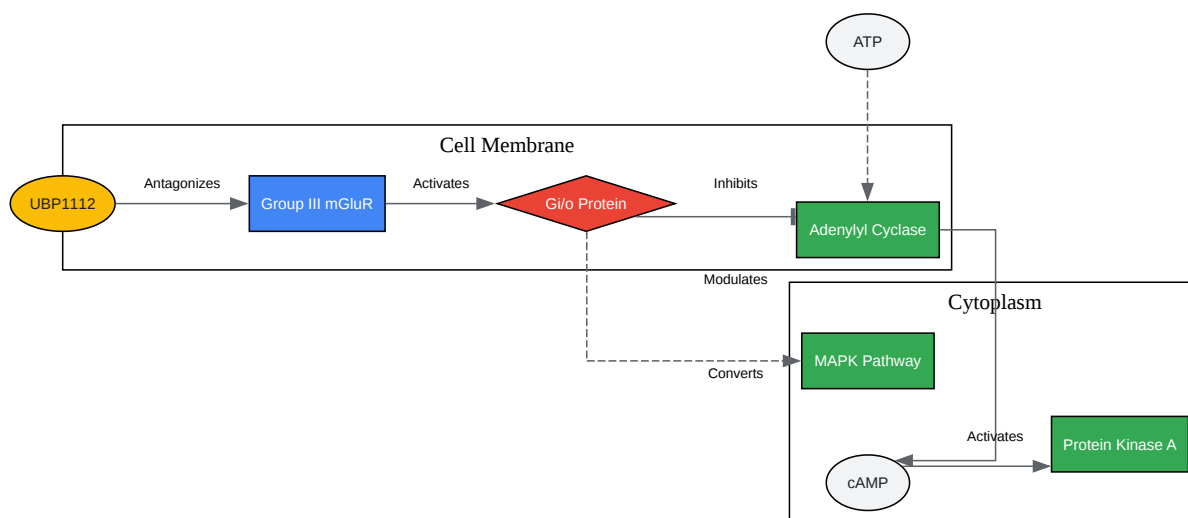 ATP
Cell Membrane
Antagonizes
Activates
Inhibits
UBP1112
Group III mGluR
Gi/o Protein
Adenylyl Cyclase
Modulates
Cytoplasm
MAPK Pathway
Converts
Activates
Protein Kinase A
cAMP